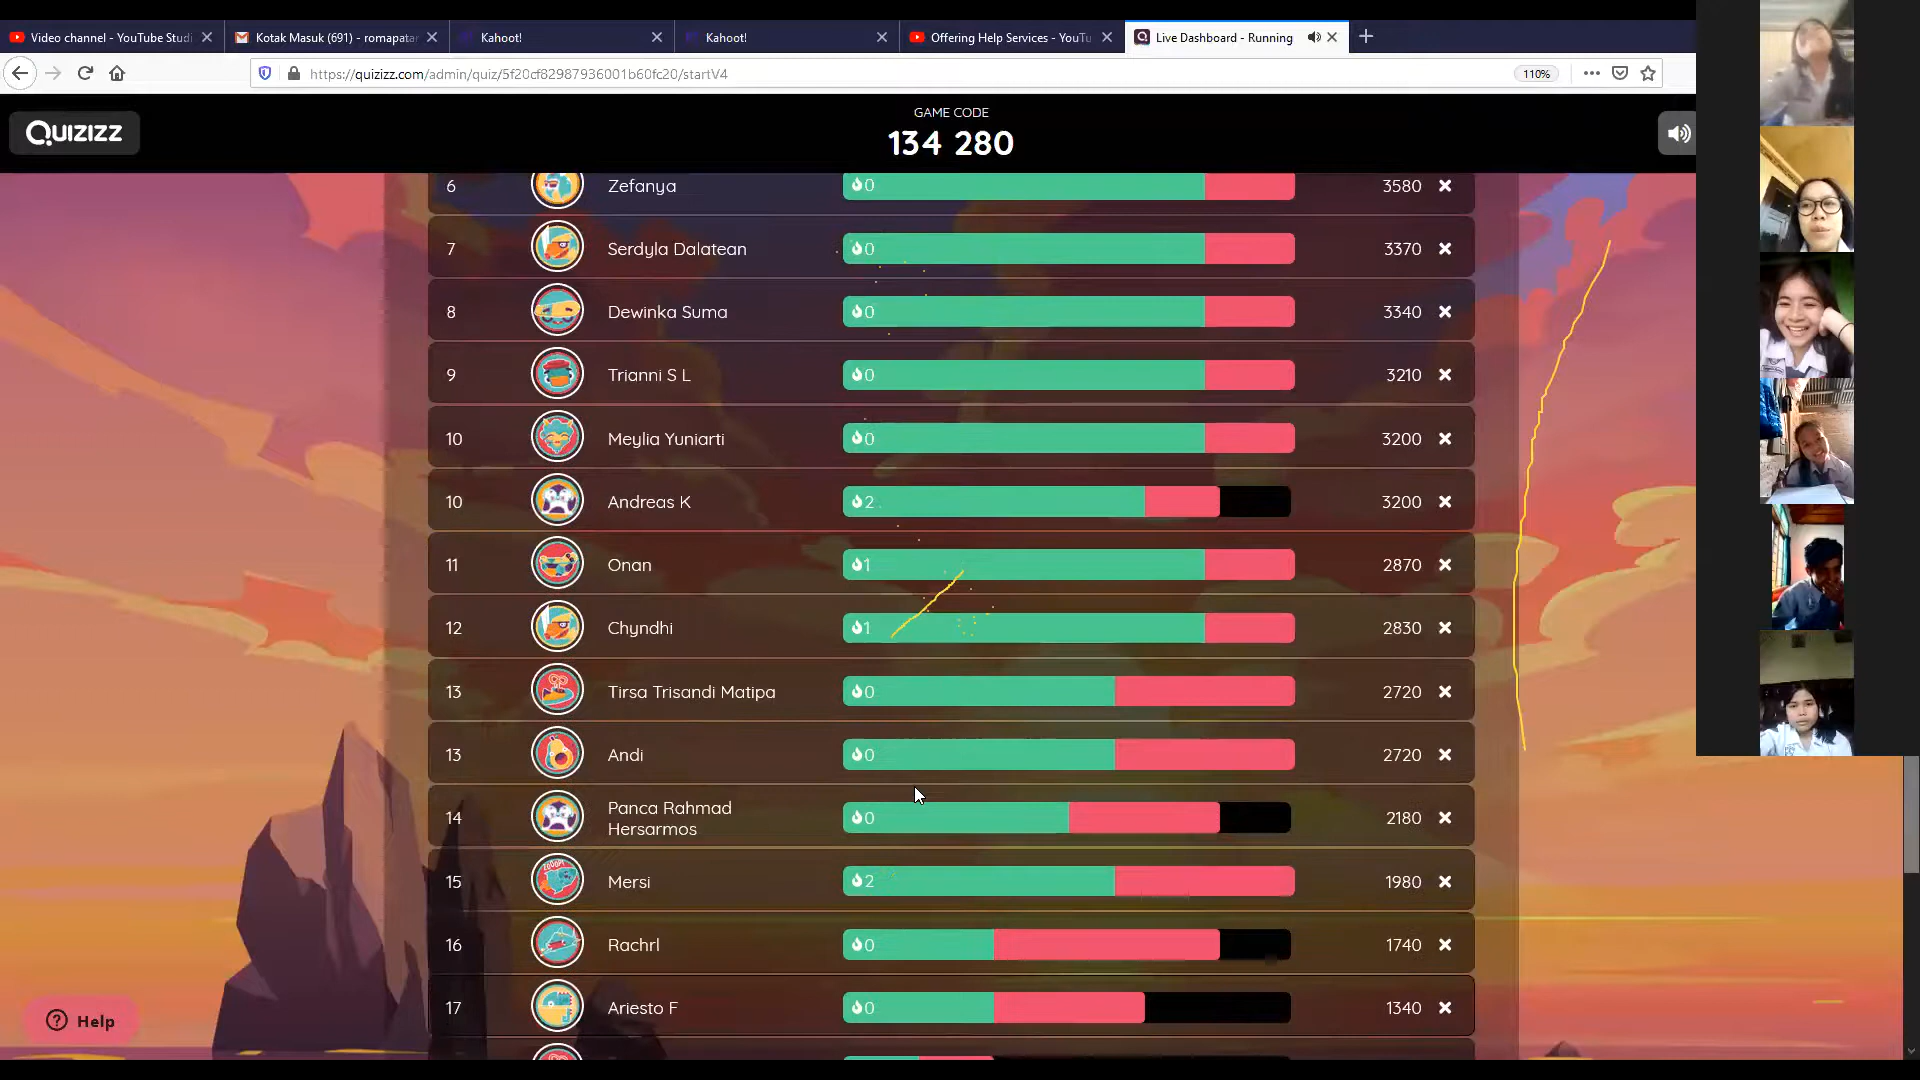 Video channel - YouTube Studi
Kotak Masuk (691) - romapatar
Kahoot!
Kahoot!
Offering Help Services - YouTu
Live Dashboard - Running
https://quizizz.com/admin/quiz/5f20cf82987936001b60fc20/startV4
110%
Quizizz
GAME CODE
134 280
6 Zefanya 0 3580
7 Serdyla Dalatean 0 3370
8 Dewinka Suma 0 3340
9 Trianni S L 0 3210
10 Meylia Yuniarti 0 3200
10 Andreas K 2 3200
11 Onan 1 2870
12 Chyndhi 1 2830
13 Tirsa Trisandi Matipa 0 2720
13 Andi 0 2720
14 Panca Rahmad
Hersarmos 0 2180
15 Mersi 2 1980
16 Rachrl 0 1740
17 Ariesto F 0 1340
Help